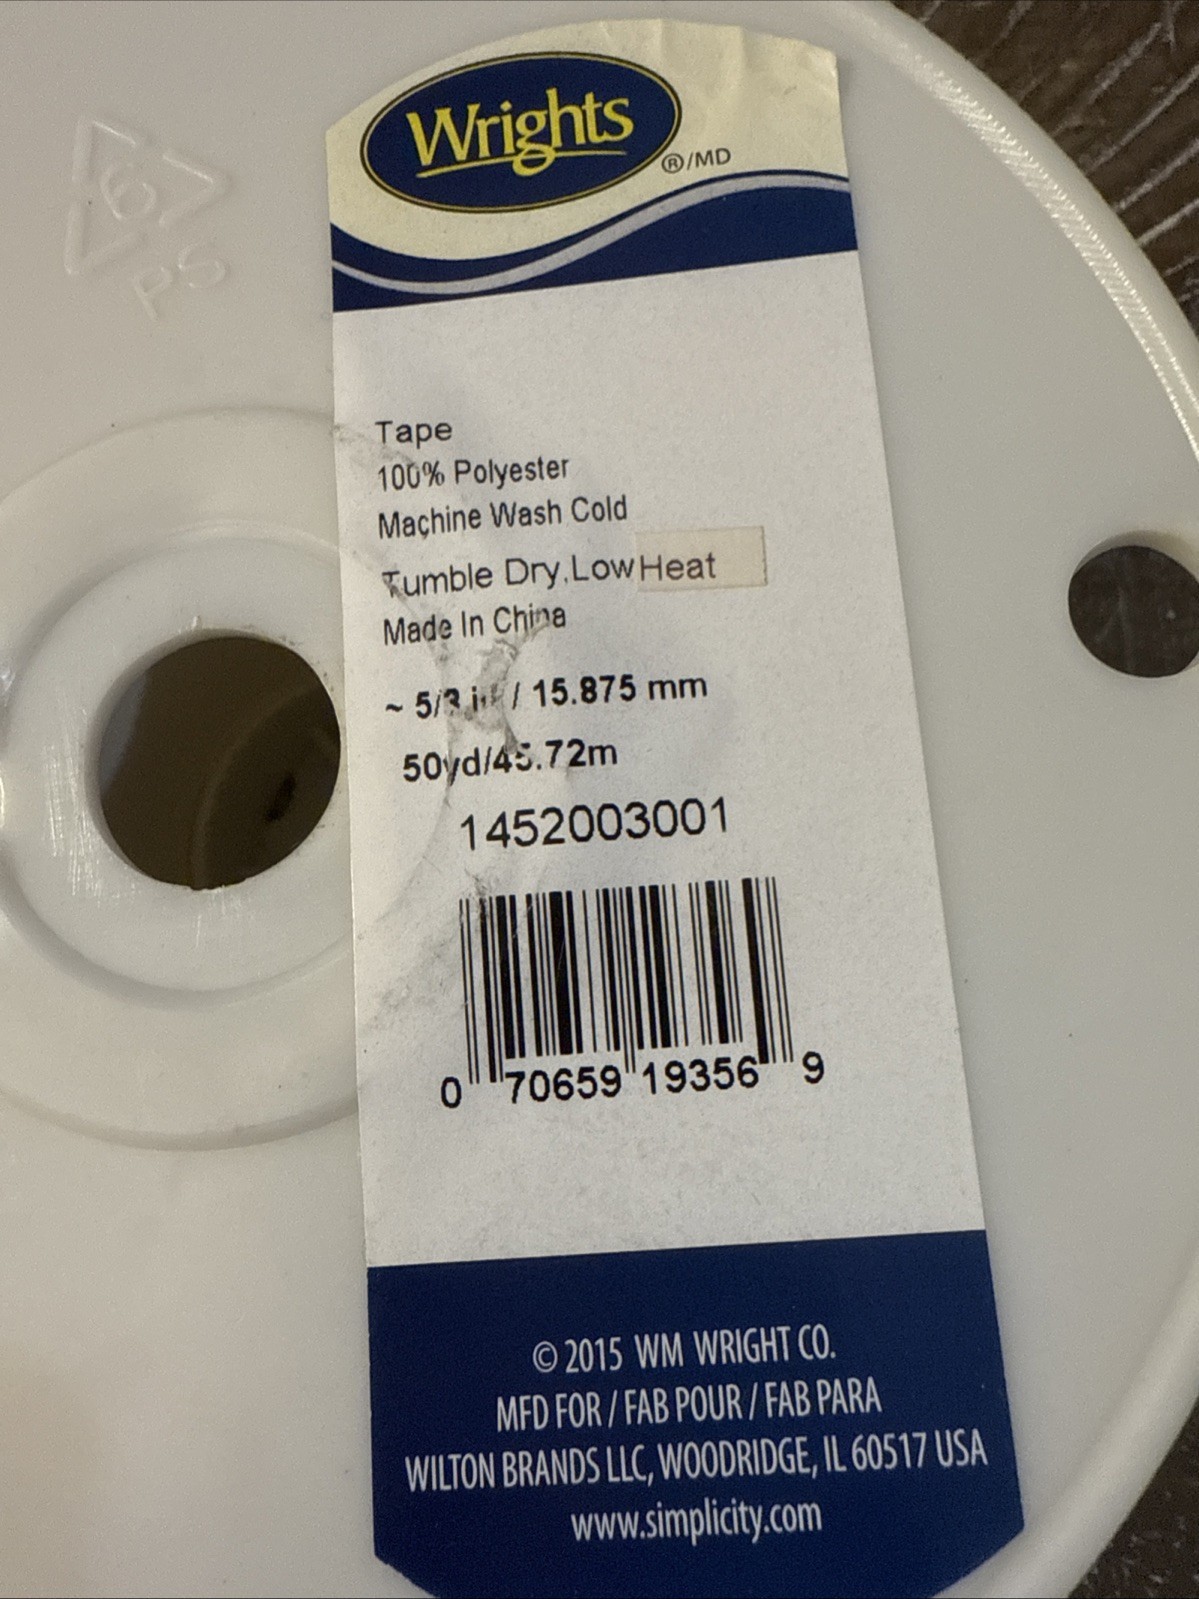 Wrights
®/MD
6
PS
Tape
100% Polyester
Machine Wash Cold
Tumble Dry,Low Heat
Made In China
~ 5/8 in / 15.875 mm
50yd/45.72m
1452003001
0 70659 19356 9
© 2015 WM WRIGHT CO.
MFD FOR / FAB POUR / FAB PARA
WILTON BRANDS LLC, WOODRIDGE, IL 60517 USA
www.simplicity.com